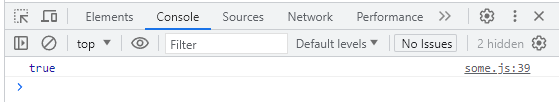 Elements Console Sources Network Performance »
top Filter Default levels No Issues 2 hidden
true some.js:39
>